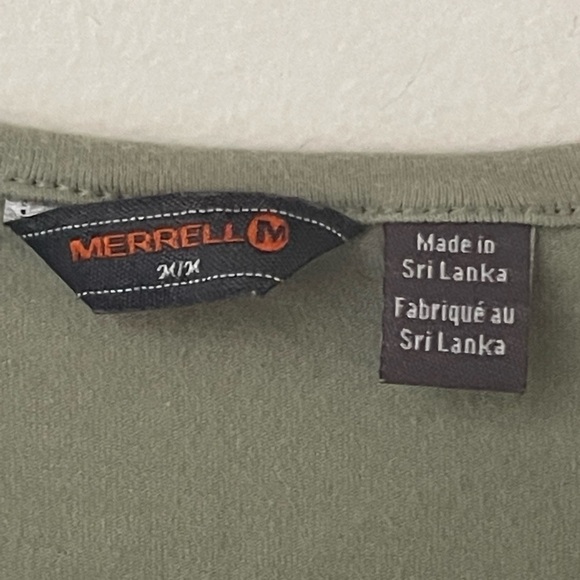 MERRELL M
M/M
Made in
Sri Lanka
Fabriqué au
Sri Lanka